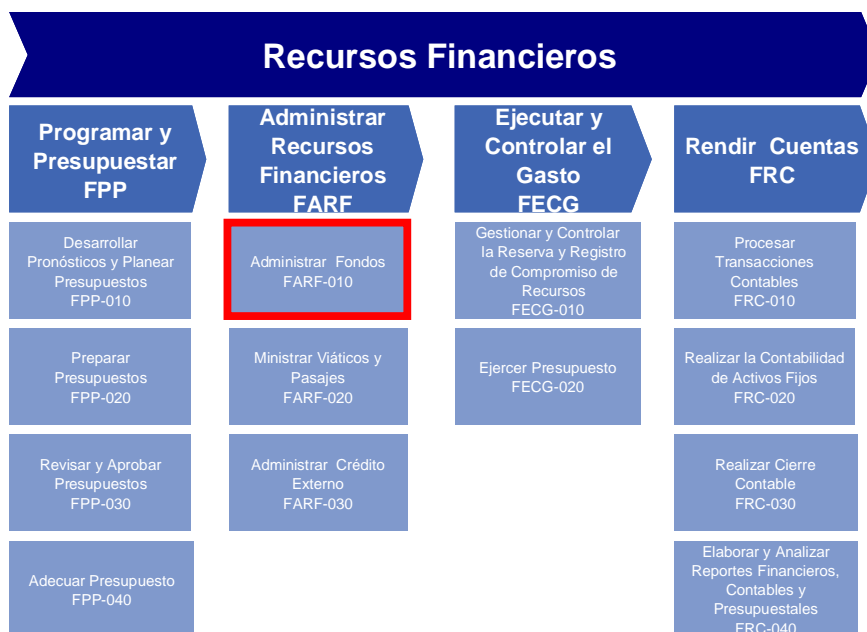 Recursos Financieros
Programar y
Presupuestar
FPP
Desarrollar
Pronósticos y Planear
Presupuestos
FPP-010
Preparar
Presupuestos
FPP-020
Revisar y Aprobar
Presupuestos
FPP-030
Adecuar Presupuesto
FPP-040
Administrar
Recursos
Financieros
FARF
Administrar Fondos
FARF-010
Ministrar Viáticos y
Pasajes
FARF-020
Administrar Crédito
Externo
FARF-030
Ejecutar y
Controlar el
Gasto
FECG
Gestionar y Controlar
la Reserva y Registro
de Compromiso de
Recursos
FECG-010
Ejercer Presupuesto
FECG-020
Rendir Cuentas
FRC
Procesar
Transacciones
Contables
FRC-010
Realizar la Contabilidad
de Activos Fijos
FRC-020
Realizar Cierre
Contable
FRC-030
Elaborar y Analizar
Reportes Financieros,
Contables y
Presupuestales
FRC-040